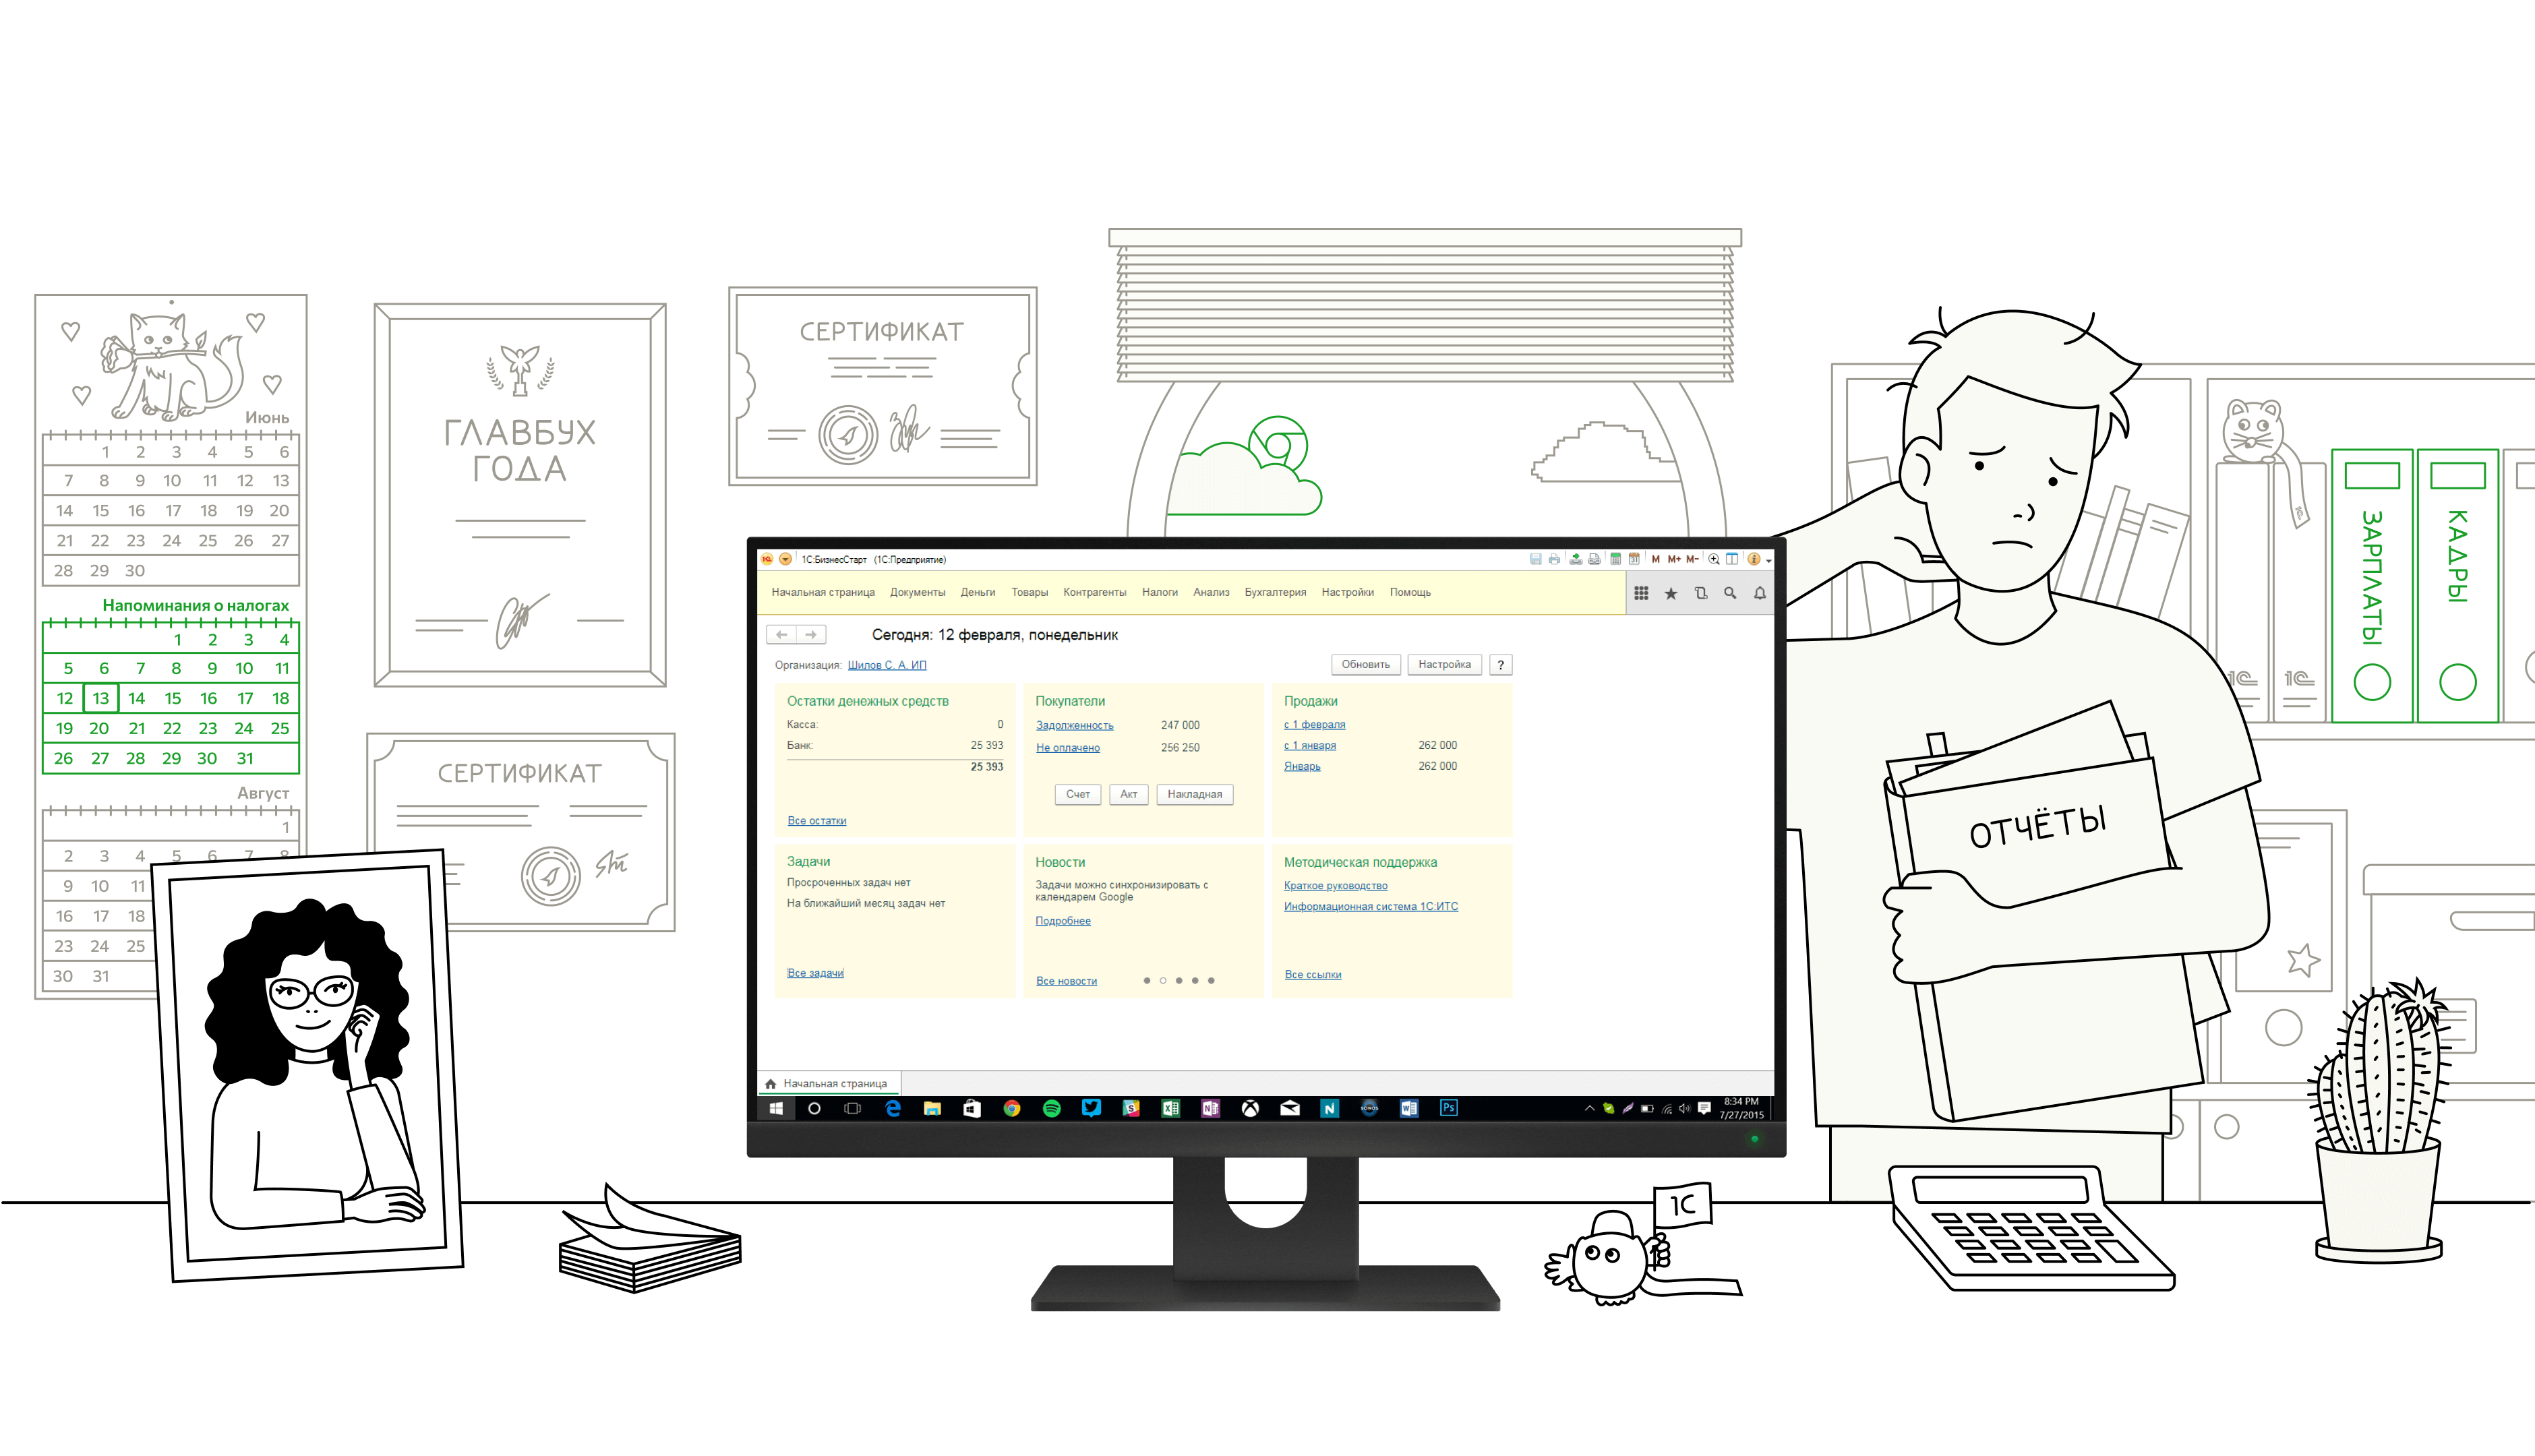 Июнь
1 2 3 4 5 6
7 8 9 10 11 12 13
14 15 16 17 18 19 20
21 22 23 24 25 26 27
28 29 30
Напоминания о налогах
1 2 3 4
5 6 7 8 9 10 11
12 13 14 15 16 17 18
19 20 21 22 23 24 25
26 27 28 29 30 31
Август
1
2 3 4 5 6 7 8
9 10 11
16 17 18
23 24 25
30 31
ГЛАВБУХ
ГОДА
СЕРТИФИКАТ
СЕРТИФИКАТ
1С:БизнесСтарт (1С:Предприятие)
M M+ M-
Начальная страница Документы Деньги Товары Контрагенты Налоги Анализ Бухгалтерия Настройки Помощь
Сегодня: 12 февраля, понедельник
Организация: Шилов С. А. ИП
Обновить Настройка ?
Остатки денежных средств
Касса: 0
Банк: 25 393
25 393
Все остатки
Покупатели
Задолженность 247 000
Не оплачено 256 250
Счет Акт Накладная
Продажи
с 1 февраля
с 1 января 262 000
Январь 262 000
Задачи
Просроченных задач нет
На ближайший месяц задач нет
Все задачи
Новости
Задачи можно синхронизировать с
календарем Google
Подробнее
Все новости
Методическая поддержка
Краткое руководство
Информационная система 1С:ИТС
Все ссылки
Начальная страница
SONOS
Ps
8:34 PM
7/27/2015
ОТЧЁТЫ
1С
1С
1С
ЗАРПЛАТЫ
КАДРЫ
1С